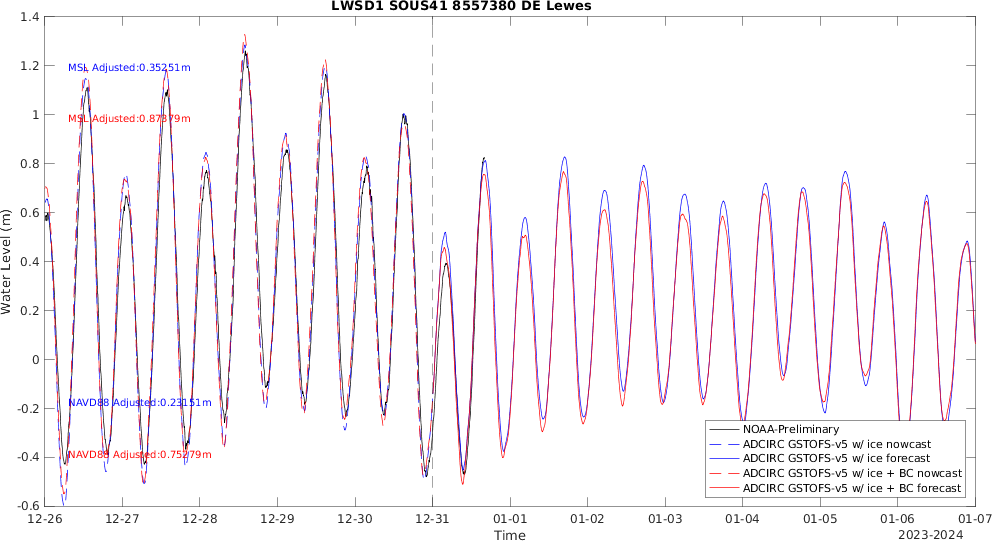 LWSD1 SOUS41 8557380 DE Lewes
1.4
1.2
1
0.8
0.6
0.4
0.2
0
-0.2
-0.4
-0.6
Water Level (m)
MSL Adjusted:0.35251m
MSL Adjusted:0.87379m
NAVD88 Adjusted:0.23151m
NAVD88 Adjusted:0.75279m
NOAA-Preliminary
ADCIRC GSTOFS-v5 w/ ice nowcast
ADCIRC GSTOFS-v5 w/ ice forecast
ADCIRC GSTOFS-v5 w/ ice + BC nowcast
ADCIRC GSTOFS-v5 w/ ice + BC forecast
12-26 12-27 12-28 12-29 12-30 12-31 01-01 01-02 01-03 01-04 01-05 01-06 01-07
Time
2023-2024